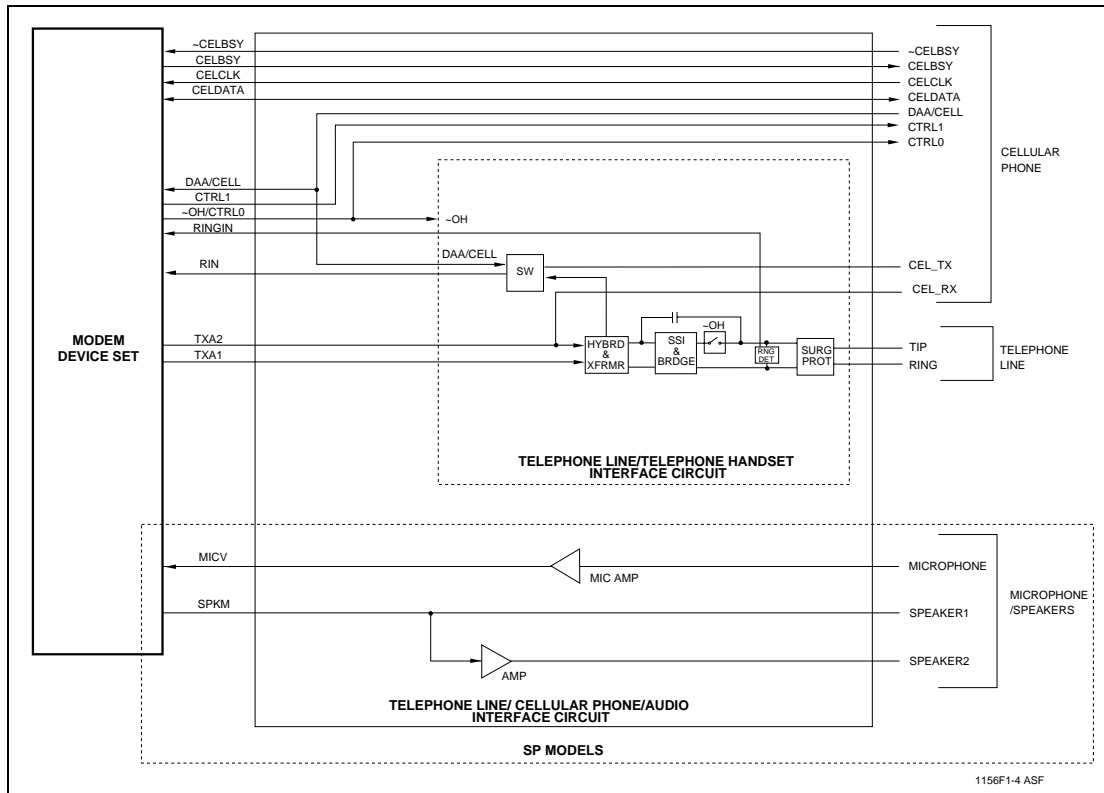 ~CELBSY
~CELBSY
CELBSY
CELBSY
CELCLK
CELCLK
CELDATA
CELDATA
DAA/CELL
CTRL1
CTRL0
CELLULAR
PHONE
DAA/CELL
CTRL1
~OH/CTRL0
~OH
RINGIN
DAA/CELL
RIN
SW
CEL_TX
CEL_RX
MODEM
DEVICE SET
TXA2
TXA1
HYBRD
&
XFRMR
SSI
&
BRDGE
~OH
RNG
DET
SURG
PROT
TIP
RING
TELEPHONE
LINE
TELEPHONE LINE/TELEPHONE HANDSET
INTERFACE CIRCUIT
MICV
MIC AMP
MICROPHONE
SPKM
SPEAKER1
MICROPHONE
/SPEAKERS
AMP
SPEAKER2
TELEPHONE LINE/ CELLULAR PHONE/AUDIO
INTERFACE CIRCUIT
SP MODELS
1156F1-4 ASF